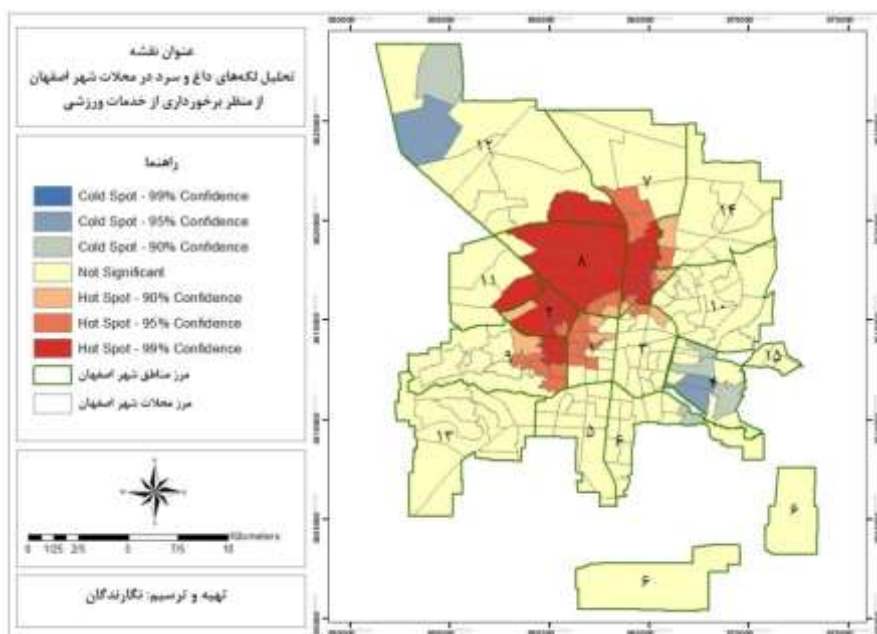 عنوان نقشه
تحلیل لکه‌های داغ و سرد در محلات شهر اصفهان
از منظر برخورداری از خدمات ورزشی
راهنما
Cold Spot - 99% Confidence
Cold Spot - 95% Confidence
Cold Spot - 90% Confidence
Not Significant
Hot Spot - 90% Confidence
Hot Spot - 95% Confidence
Hot Spot - 99% Confidence
مرز مناطق شهر اصفهان
مرز محلات شهر اصفهان
Kilometers
0 1/25 2/5 5 7/5 10
تهیه و ترسیم: نگارندگان
۱۲
۷
۱۴
۸
۱۱
۱۰
۲
۱
۳
۹
۱۵
۴
۱۳
۵
۶
۶
۶